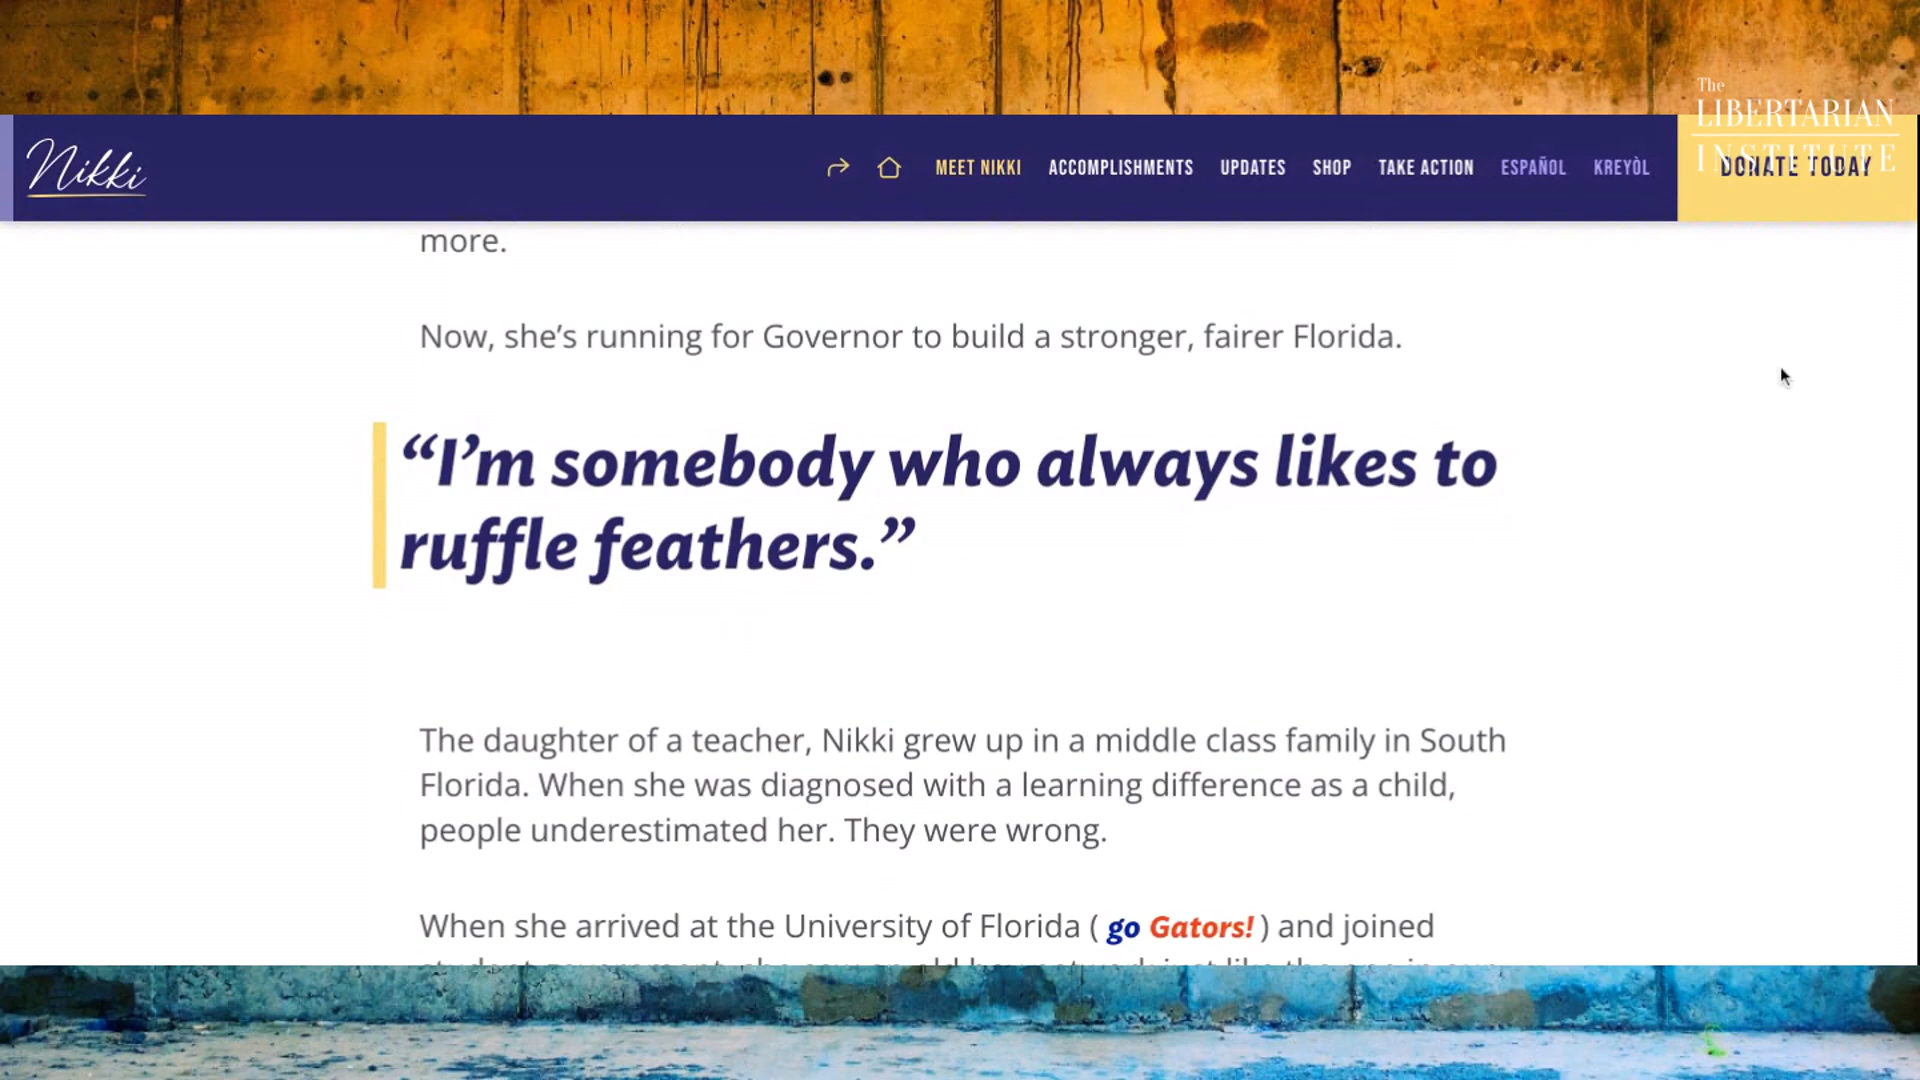 The
LIBERTARIAN
INSTITUTE
Nikki
MEET NIKKI
ACCOMPLISHMENTS
UPDATES
SHOP
TAKE ACTION
ESPAÑOL
KREYÒL
DONATE TODAY
more.
Now, she’s running for Governor to build a stronger, fairer Florida.
“I’m somebody who always likes to
ruffle feathers.”
The daughter of a teacher, Nikki grew up in a middle class family in South
Florida. When she was diagnosed with a learning difference as a child,
people underestimated her. They were wrong.
When she arrived at the University of Florida ( go Gators! ) and joined